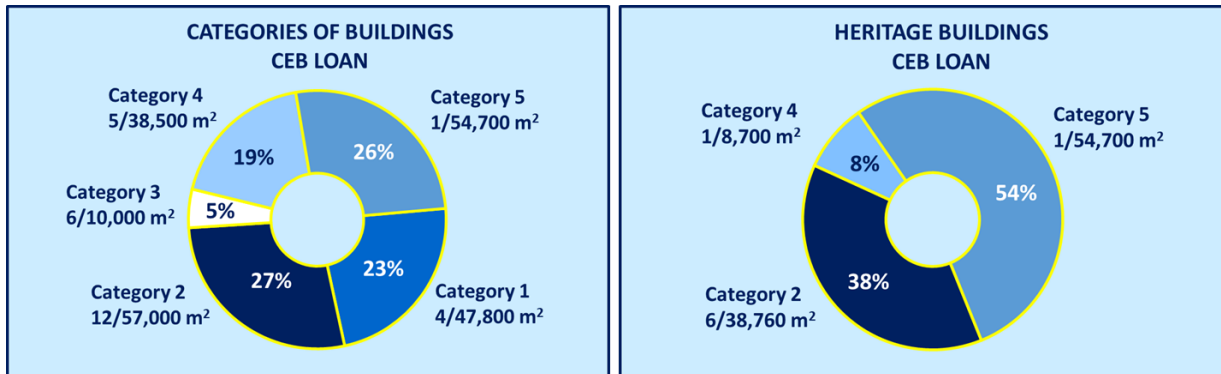 CATEGORIES OF BUILDINGS
CEB LOAN
Category 4
5/38,500 m²
Category 5
1/54,700 m²
19%
26%
Category 3
6/10,000 m²
5%
27%
23%
Category 2
12/57,000 m²
Category 1
4/47,800 m²
HERITAGE BUILDINGS
CEB LOAN
Category 4
1/8,700 m²
Category 5
1/54,700 m²
8%
54%
38%
Category 2
6/38,760 m²